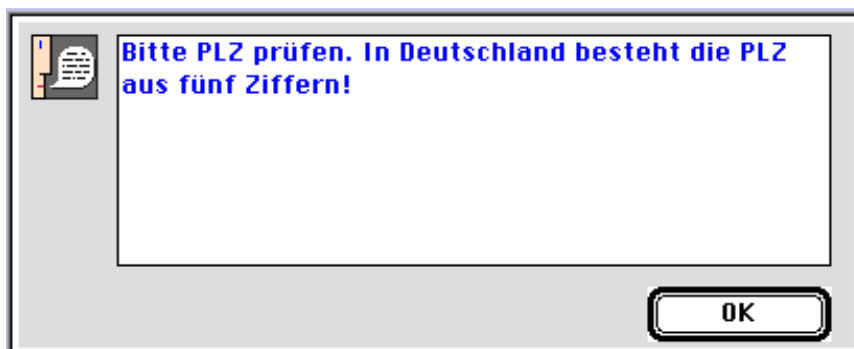 Bitte PLZ prüfen. In Deutschland besteht die PLZ
aus fünf Ziffern!
OK